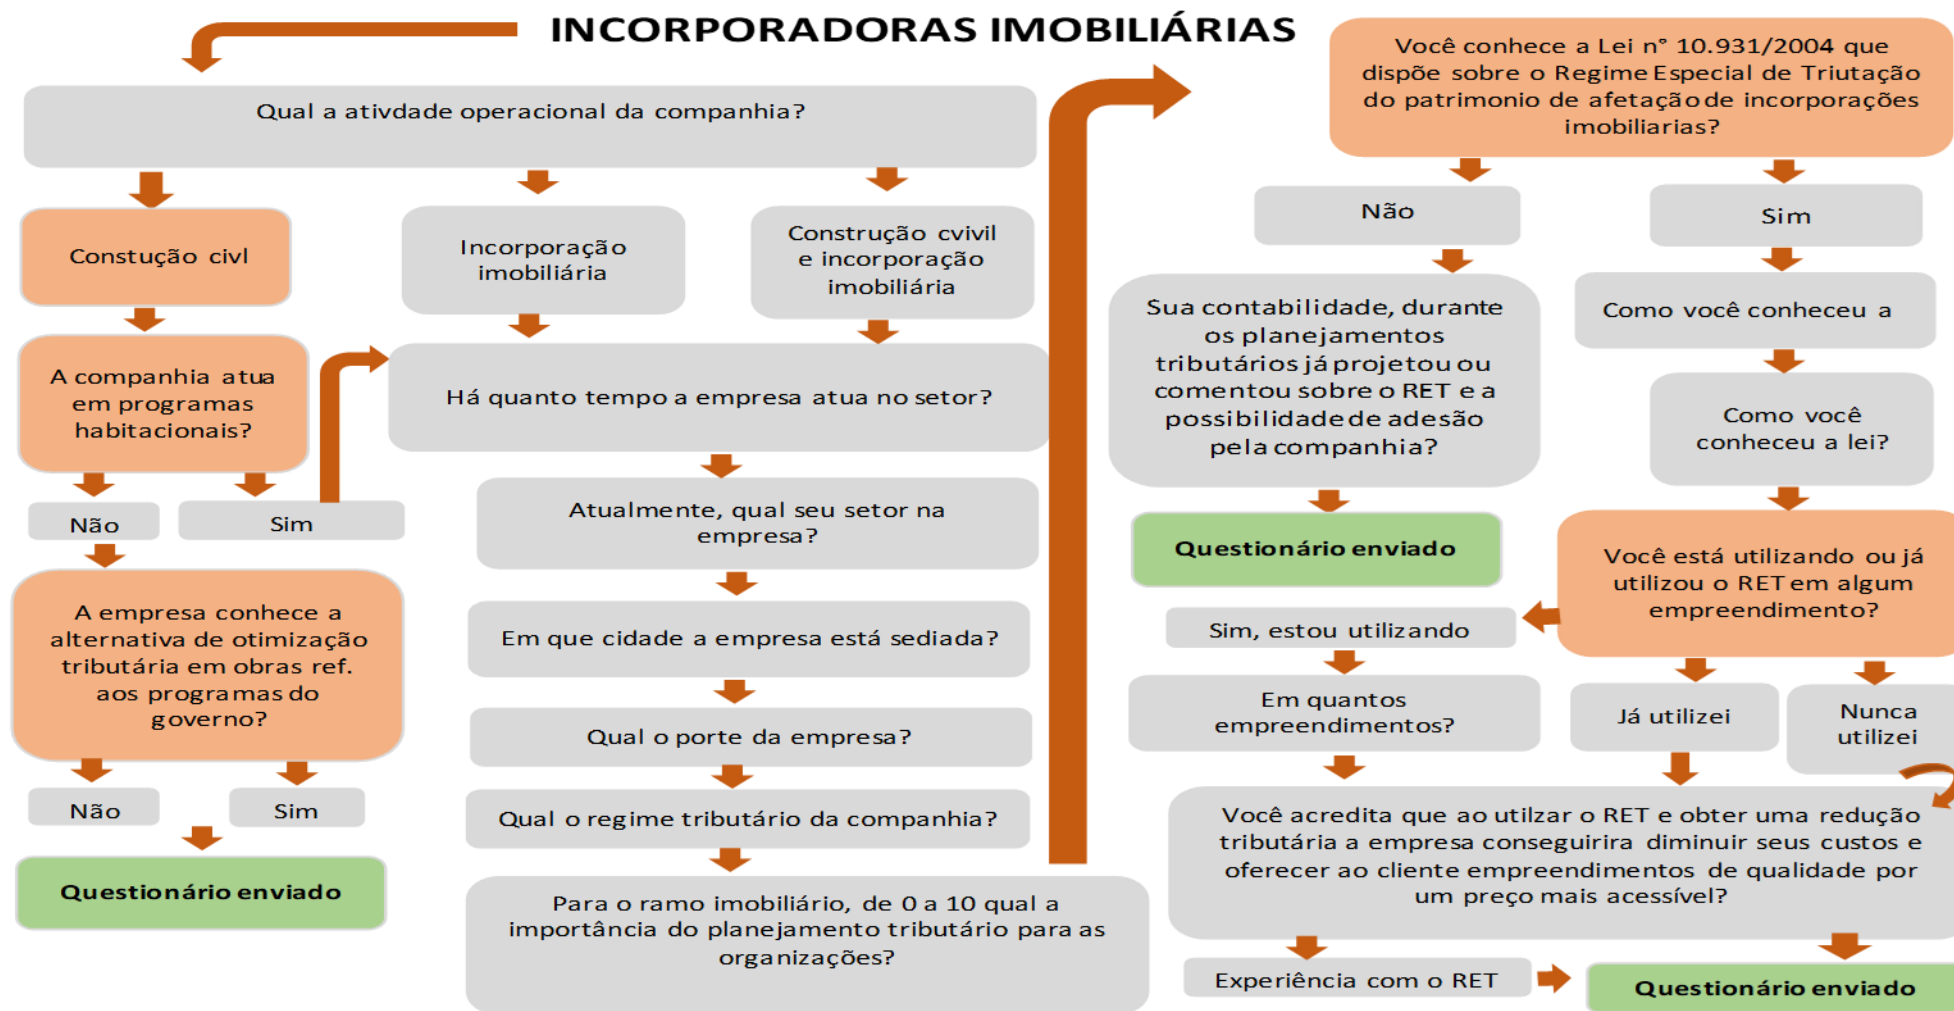 INCORPORADORAS IMOBILIÁRIAS
Qual a ativdade operacional da companhia?
Constução civl
Incorporação
imobiliária
Construção cvivil
e incorporação
imobiliária
A companhia atua
em programas
habitacionais?
Não
Sim
A empresa conhece a
alternativa de otimização
tributária em obras ref.
aos programas do
governo?
Não
Sim
Questionário enviado
Há quanto tempo a empresa atua no setor?
Atualmente, qual seu setor na
empresa?
Em que cidade a empresa está sediada?
Qual o porte da empresa?
Qual o regime tributário da companhia?
Para o ramo imobiliário, de 0 a 10 qual a
importância do planejamento tributário para as
organizações?
Você conhece a Lei n° 10.931/2004 que
dispõe sobre o Regime Especial de Triutação
do patrimonio de afetação de incorporações
imobiliarias?
Não
Sim
Sua contabilidade, durante
os planejamentos
tributários já projetou ou
comentou sobre o RET e a
possibilidade de adesão
pela companhia?
Questionário enviado
Como você conheceu a
Como você
conheceu a lei?
Você está utilizando ou já
utilizou o RET em algum
empreendimento?
Sim, estou utilizando
Em quantos
empreendimentos?
Já utilizei
Nunca
utilizei
Você acredita que ao utilzar o RET e obter uma redução
tributária a empresa conseguirira diminuir seus custos e
oferecer ao cliente empreendimentos de qualidade por
um preço mais acessível?
Experiência com o RET
Questionário enviado